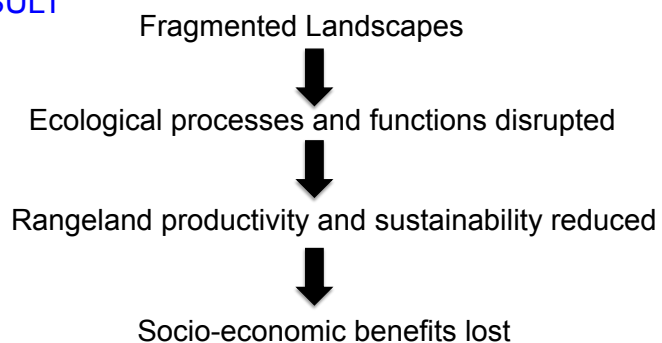 Fragmented Landscapes
Ecological processes and functions disrupted
Rangeland productivity and sustainability reduced
Socio-economic benefits lost